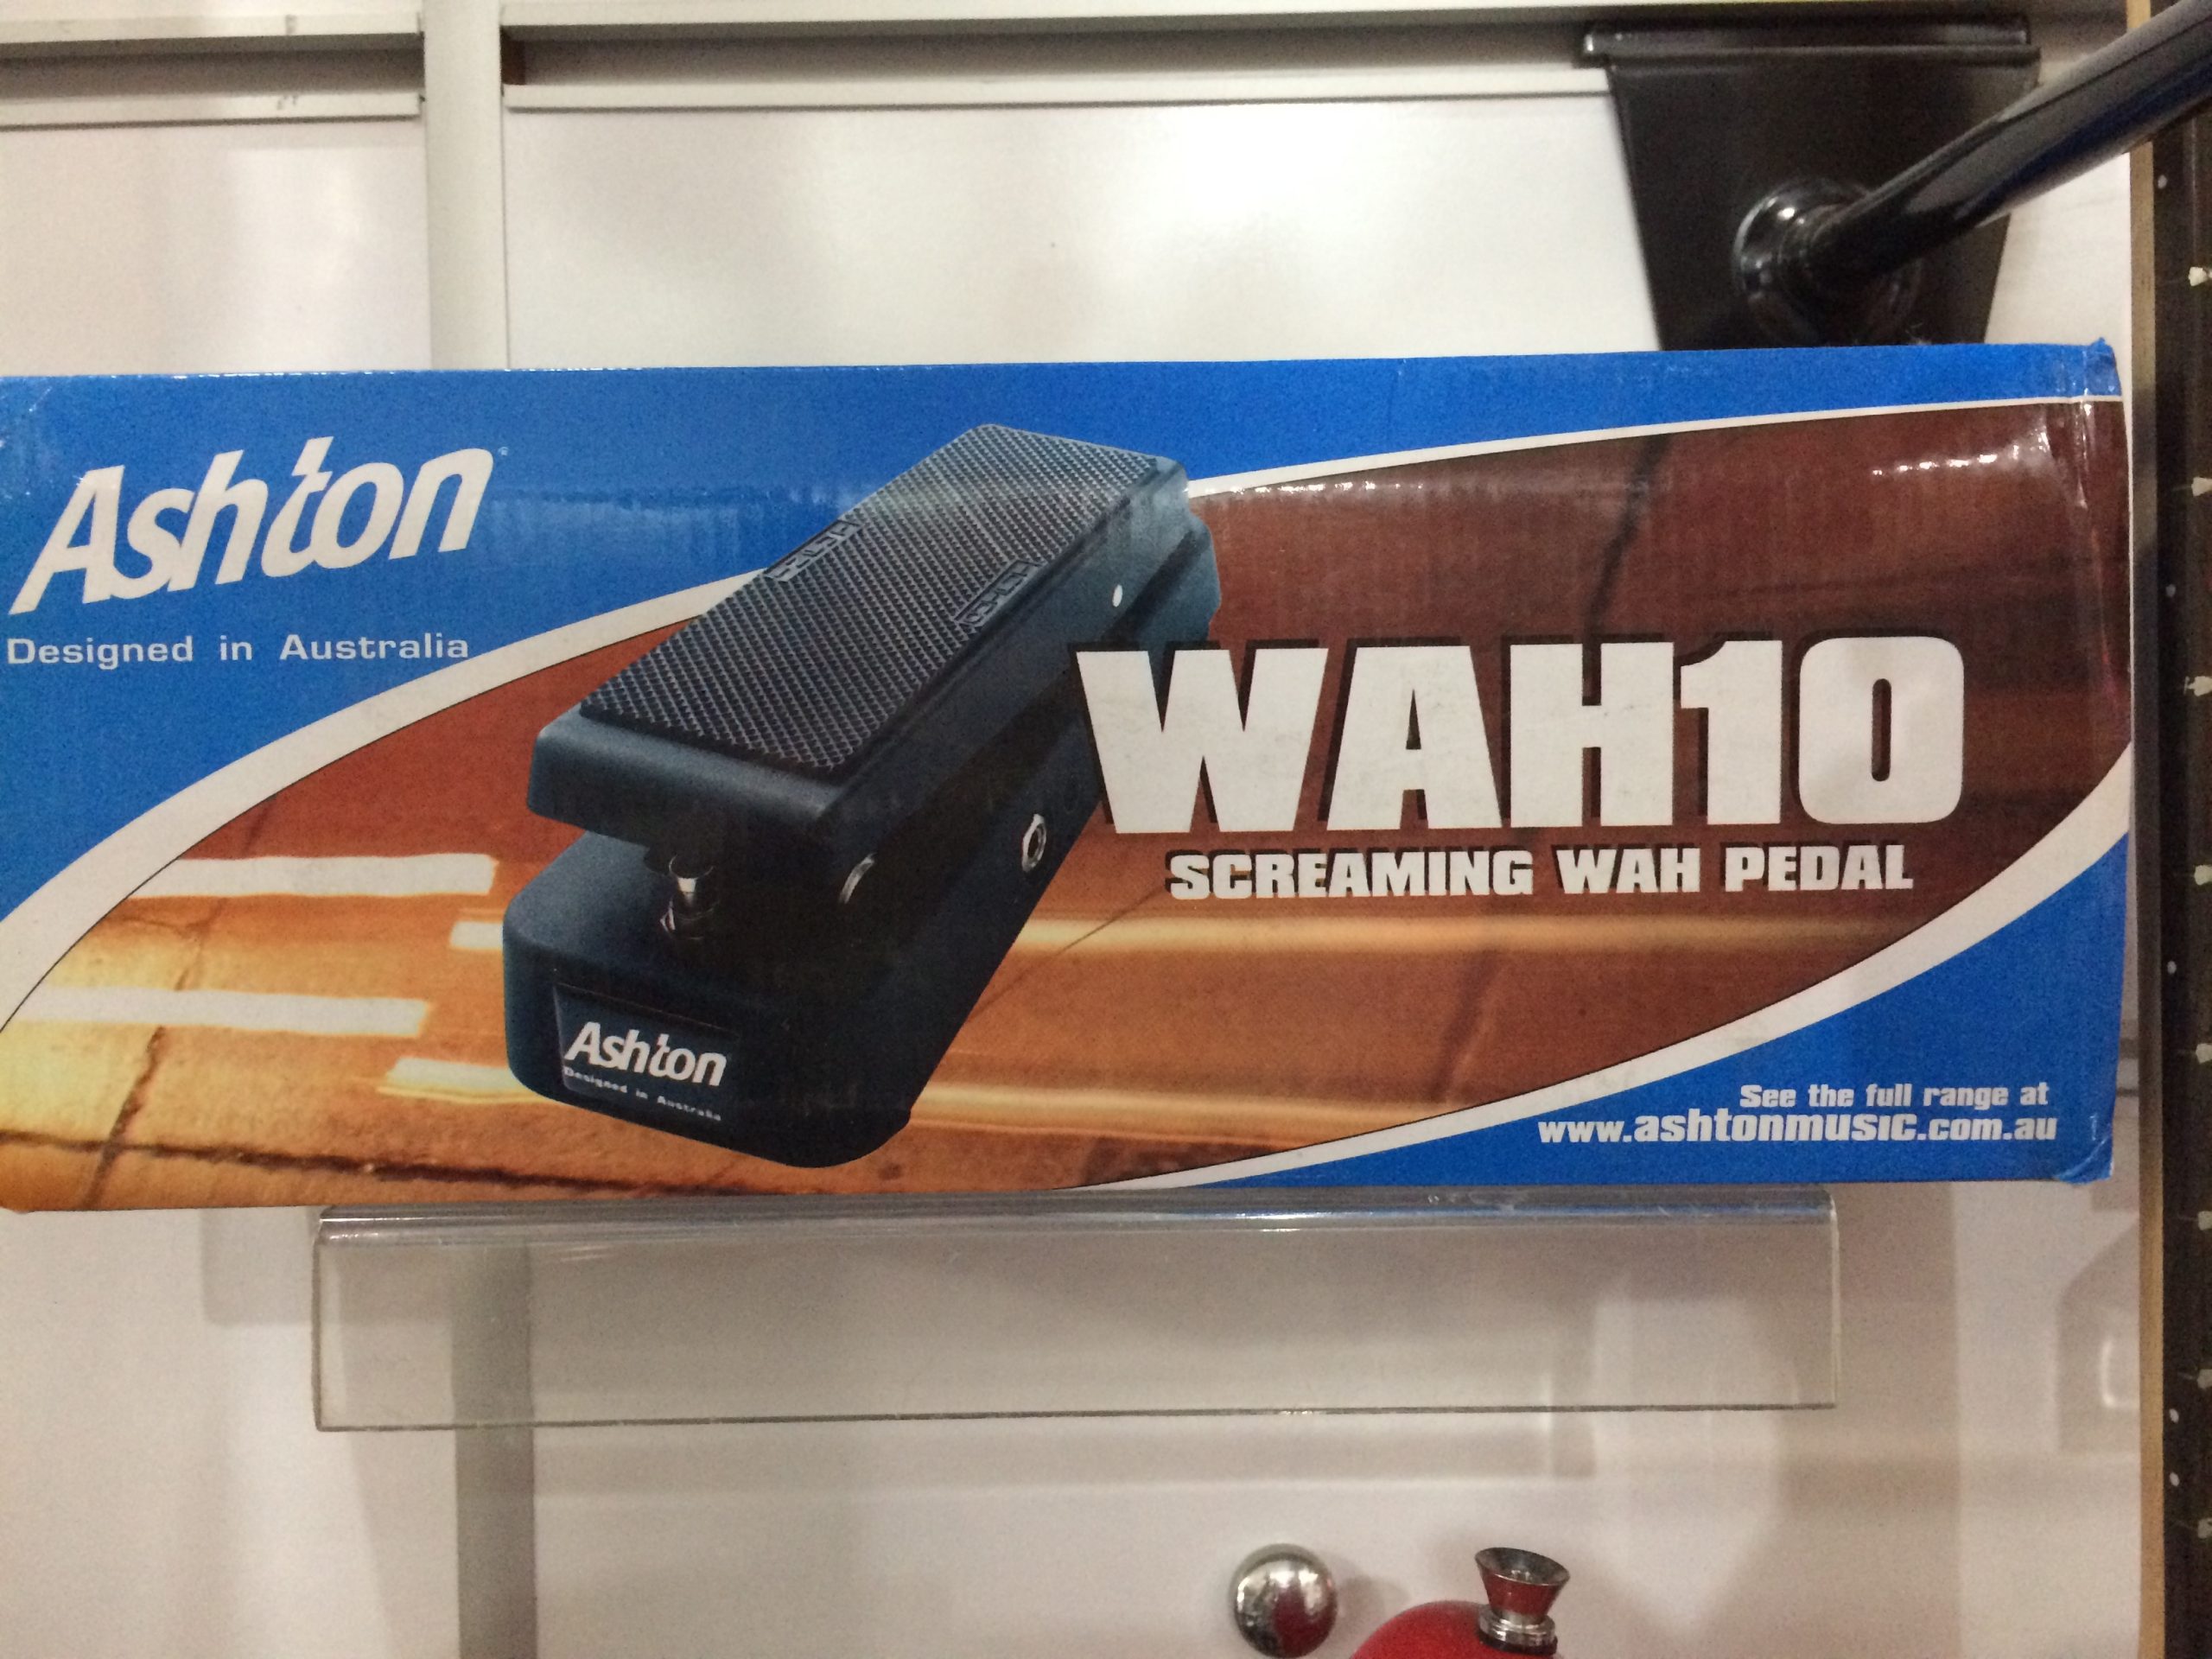 Ashton
Designed in Australia
WAH10
SCREAMING WAH PEDAL
Ashton
Designed in Australia
See the full range at
www.ashtonmusic.com.au